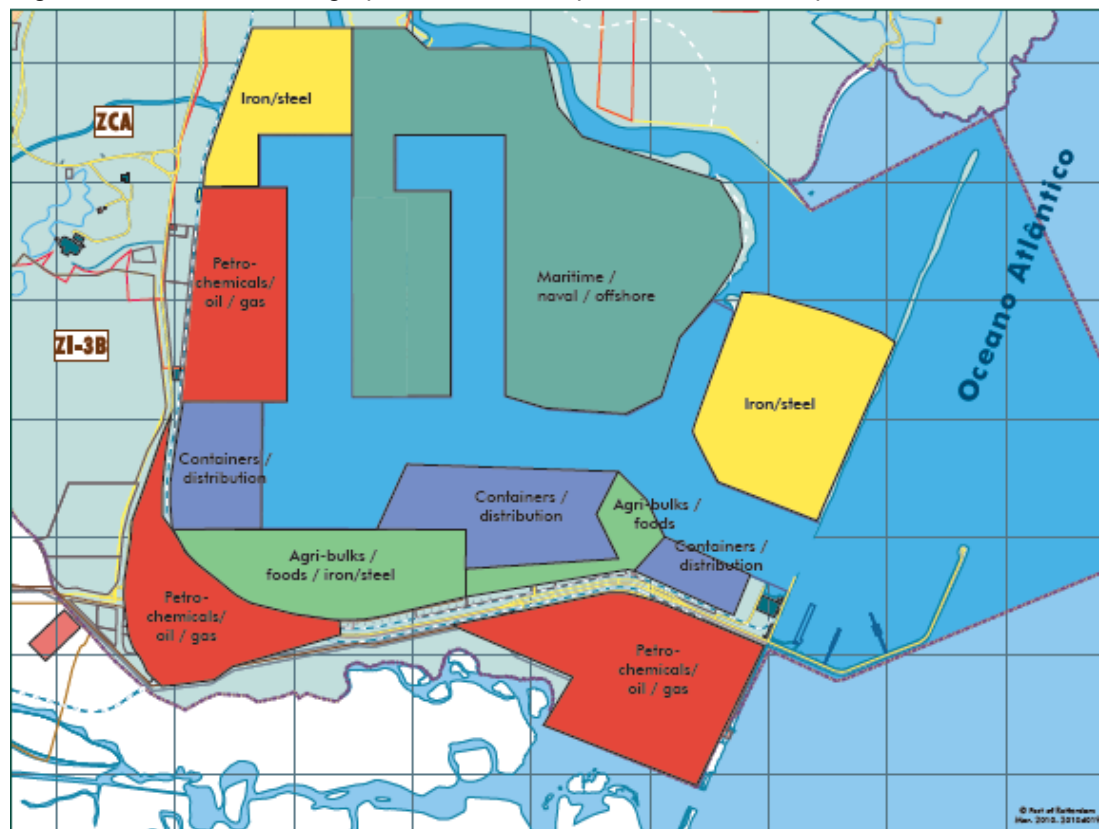 Iron/steel
ZCA
Oceano Atlântico
Petro-
chemicals/
oil / gas
Maritime /
naval / offshore
ZI-3B
Iron/steel
Containers /
distribution
Containers /
distribution
Agri-bulks /
foods
Containers /
distribution
Agri-bulks /
foods / iron/steel
Petro-
chemicals/
oil / gas
Petro-
chemicals/
oil / gas
© Port of Rotterdam